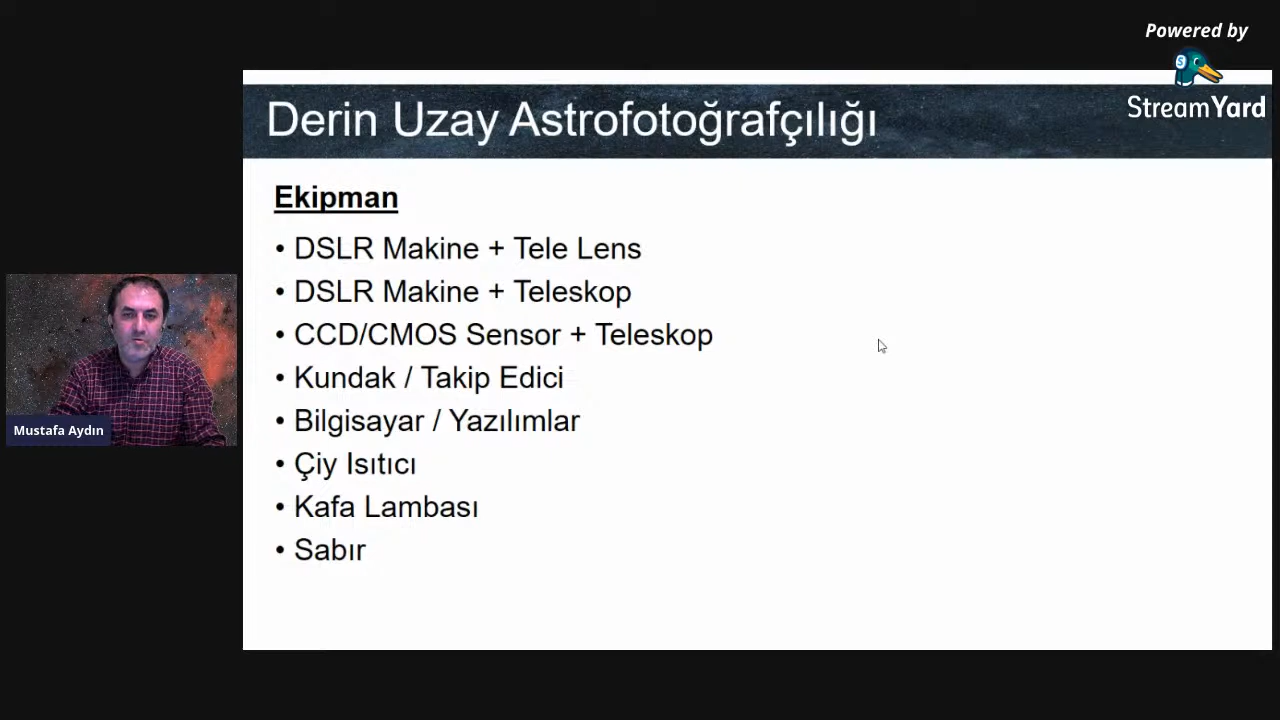 Powered by
StreamYard
Derin Uzay Astrofotoğrafçılığı
Ekipman
• DSLR Makine + Tele Lens
• DSLR Makine + Teleskop
• CCD/CMOS Sensor + Teleskop
• Kundak / Takip Edici
• Bilgisayar / Yazılımlar
• Çiy Isıtıcı
• Kafa Lambası
• Sabır
Mustafa Aydın